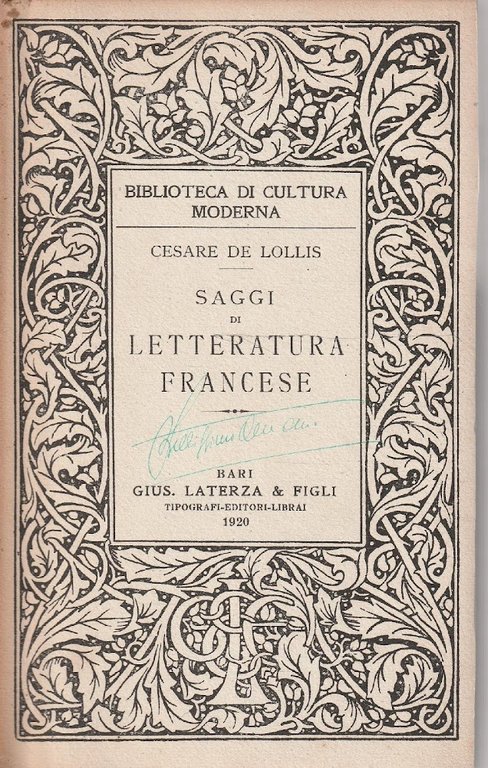 BIBLIOTECA DI CULTURA
MODERNA
CESARE DE LOLLIS
SAGGI
DI
LETTERATURA
FRANCESE
BARI
GIUS. LATERZA & FIGLI
TIPOGRAFI-EDITORI-LIBRAI
1920